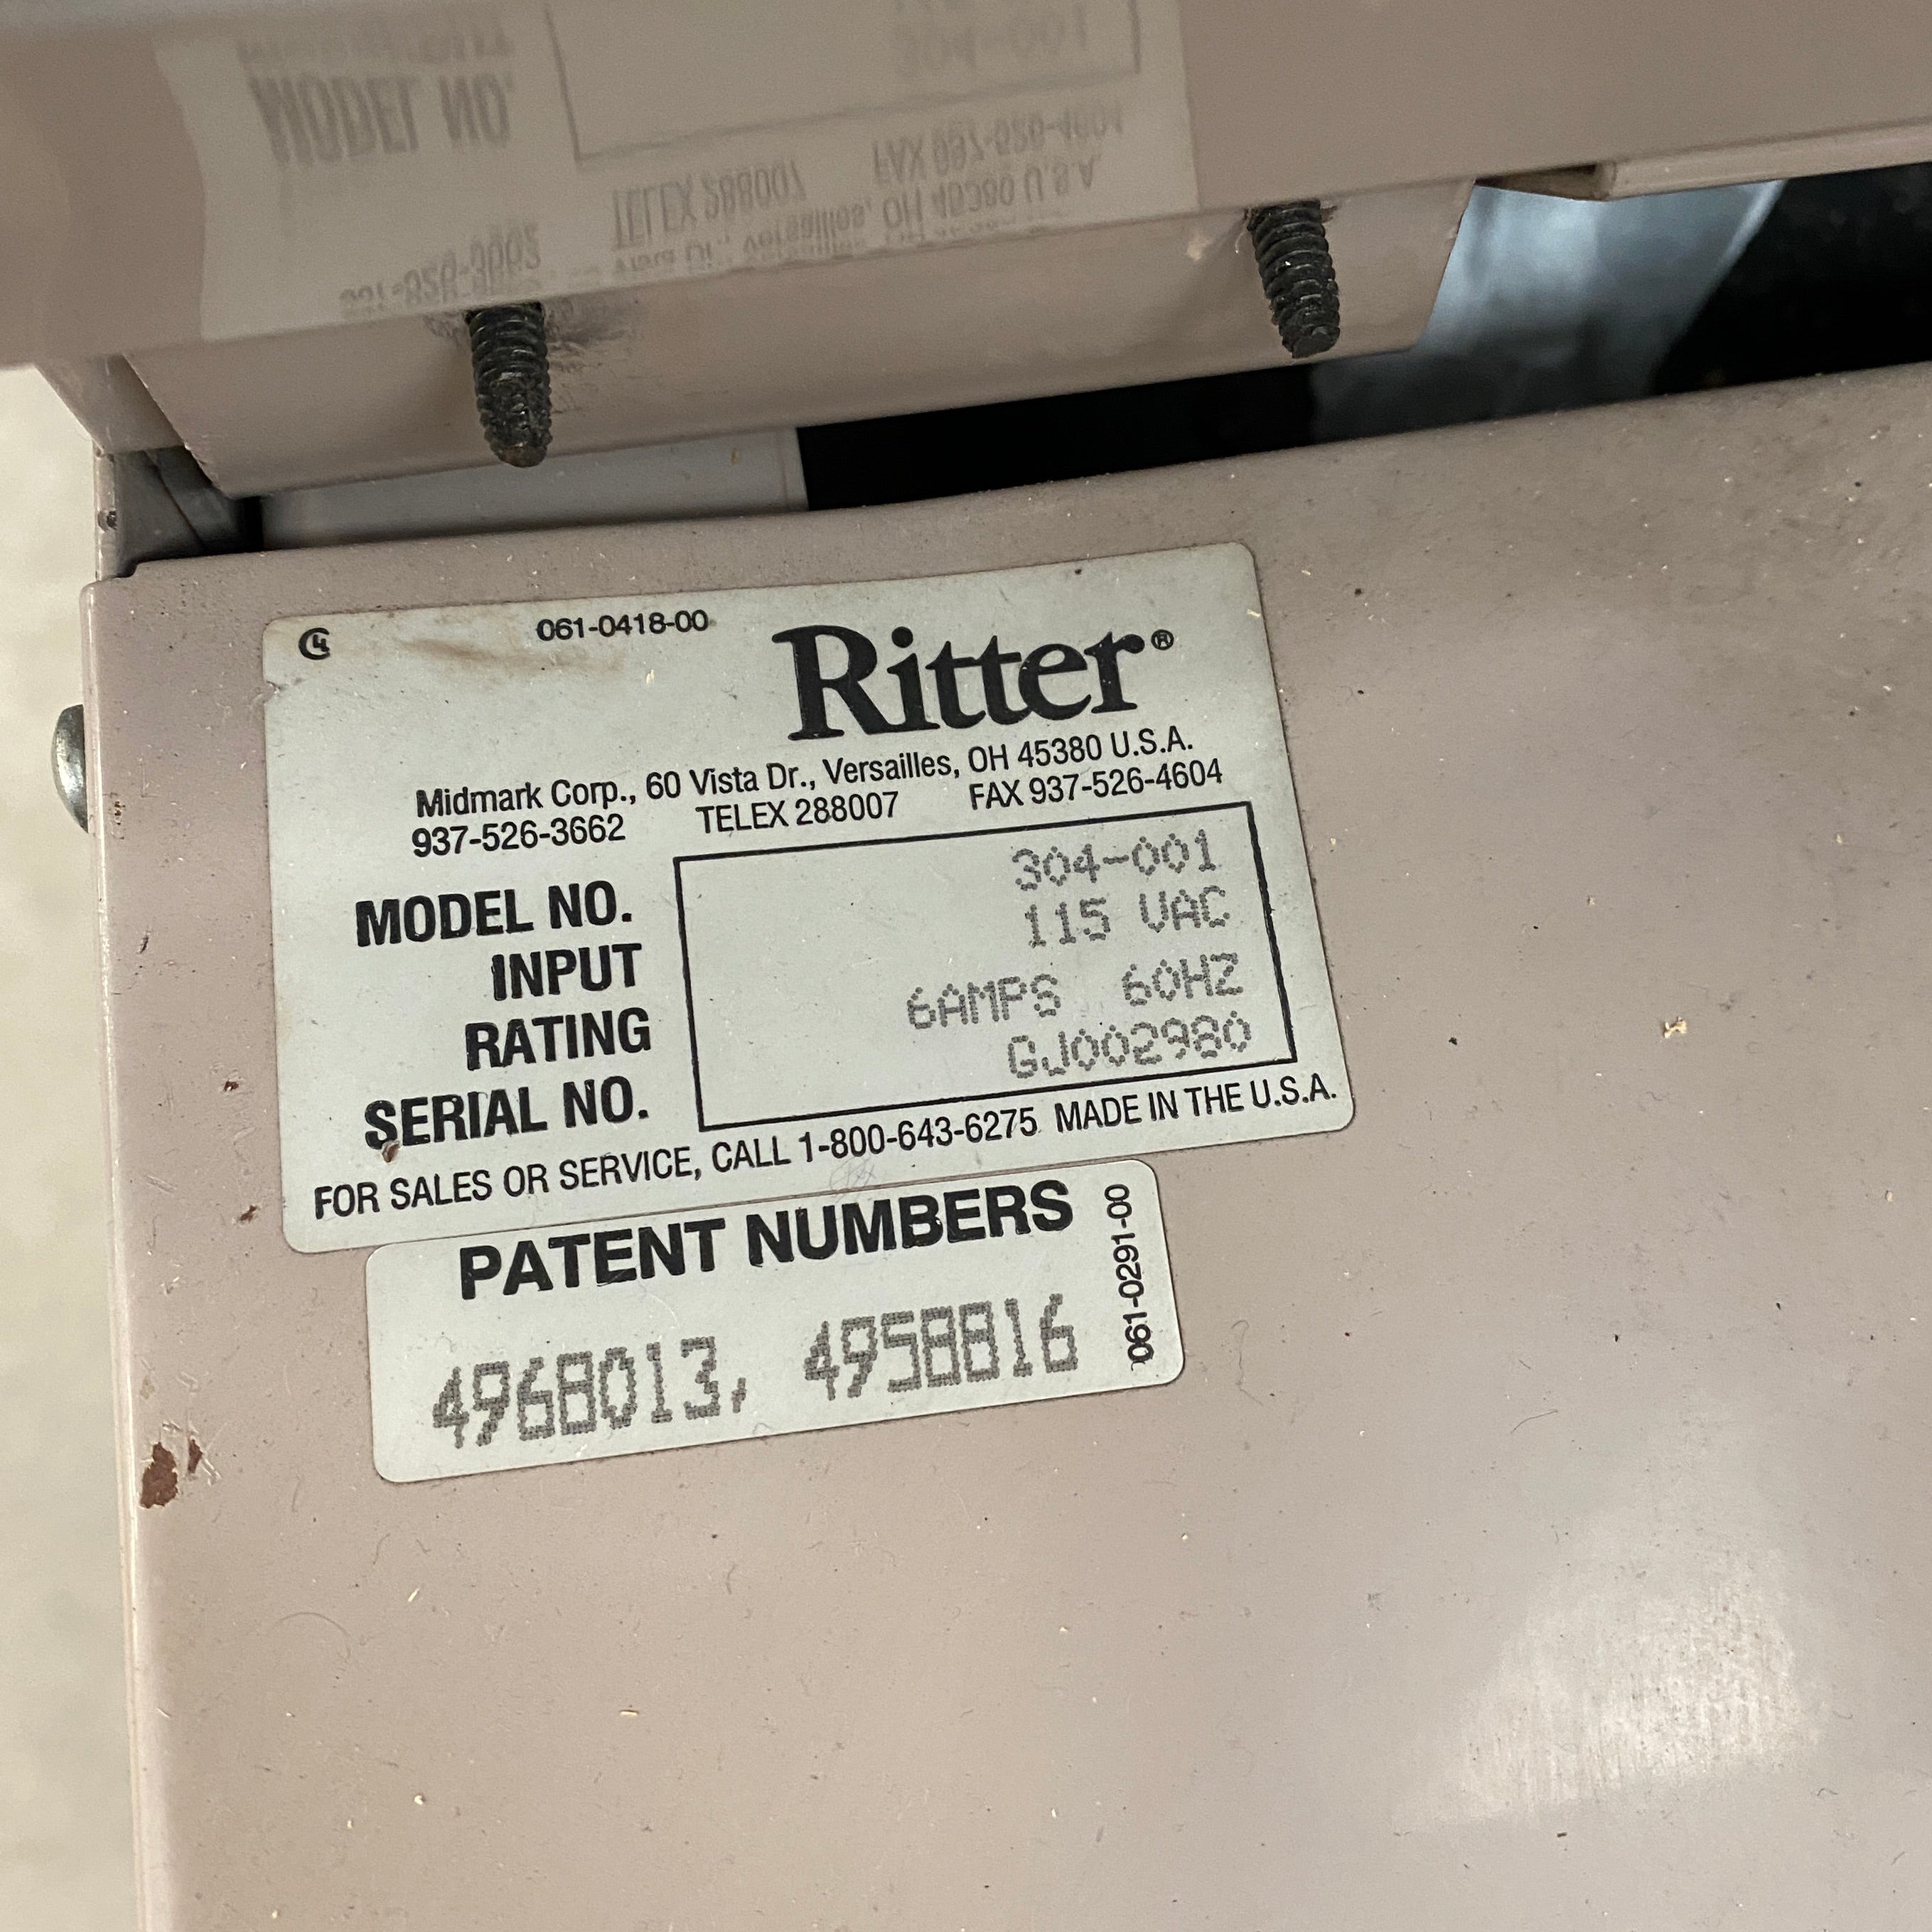 061-0418-00
Ritter®
Midmark Corp., 60 Vista Dr., Versailles, OH 45380 U.S.A.
937-526-3662 TELEX 288007 FAX 937-526-4604
MODEL NO. 304-001
INPUT 115 VAC
RATING 6AMPS 60HZ
SERIAL NO. GJ002980
FOR SALES OR SERVICE, CALL 1-800-643-6275 MADE IN THE U.S.A.
PATENT NUMBERS
4968013, 4958816
061-0291-00